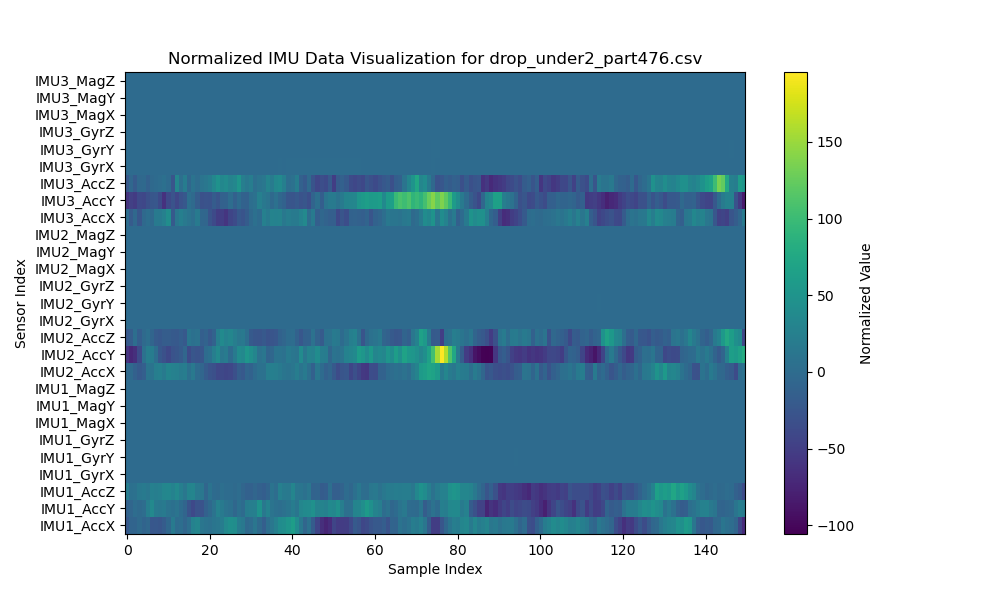 Normalized IMU Data Visualization for drop_under2_part476.csv
Sensor Index
IMU3_MagZ
IMU3_MagY
IMU3_MagX
IMU3_GyrZ
IMU3_GyrY
IMU3_GyrX
IMU3_AccZ
IMU3_AccY
IMU3_AccX
IMU2_MagZ
IMU2_MagY
IMU2_MagX
IMU2_GyrZ
IMU2_GyrY
IMU2_GyrX
IMU2_AccZ
IMU2_AccY
IMU2_AccX
IMU1_MagZ
IMU1_MagY
IMU1_MagX
IMU1_GyrZ
IMU1_GyrY
IMU1_GyrX
IMU1_AccZ
IMU1_AccY
IMU1_AccX
0 20 40 60 80 100 120 140
Sample Index
150
100
50
0
−50
−100
Normalized Value